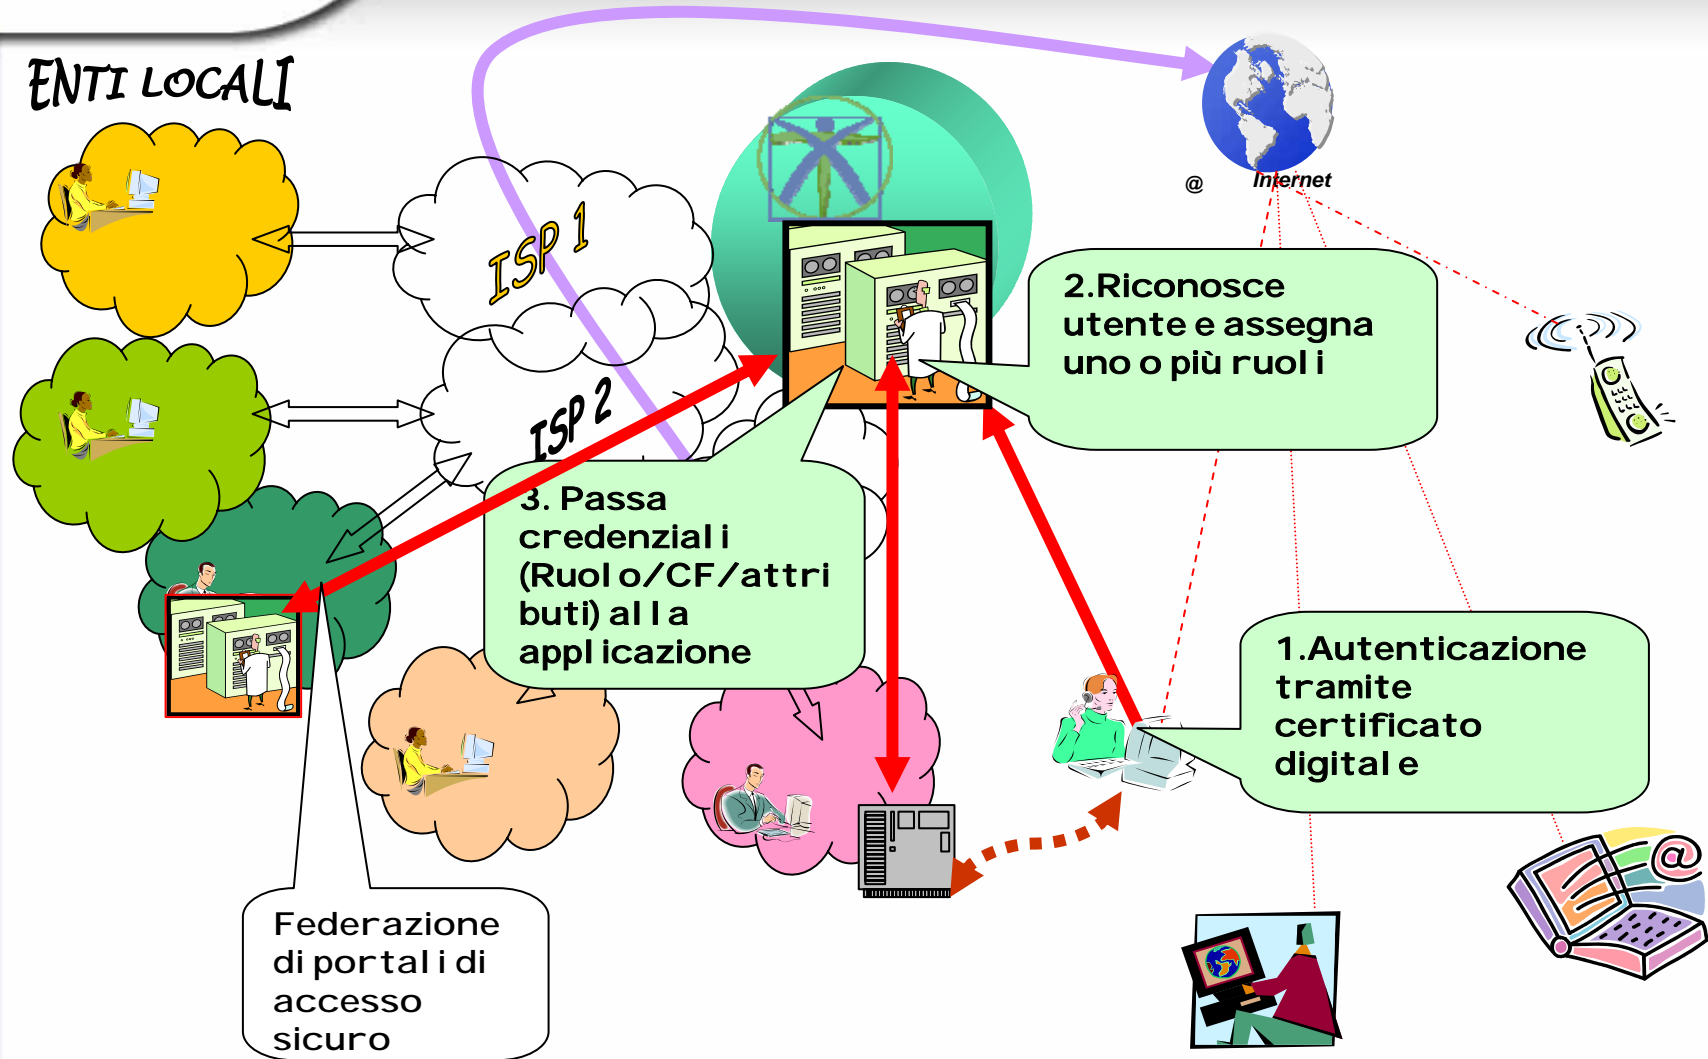 ENTI LOCALI
@ Internet
ISP 1
2.Riconosce
utente e assegna
uno o più ruoli
ISP 2
3. Passa
credenziali
(Ruolo/CF/attri
buti) alla
applicazione
1.Autenticazione
tramite
certificato
digitale
@
Federazione
di portali di
accesso
sicuro